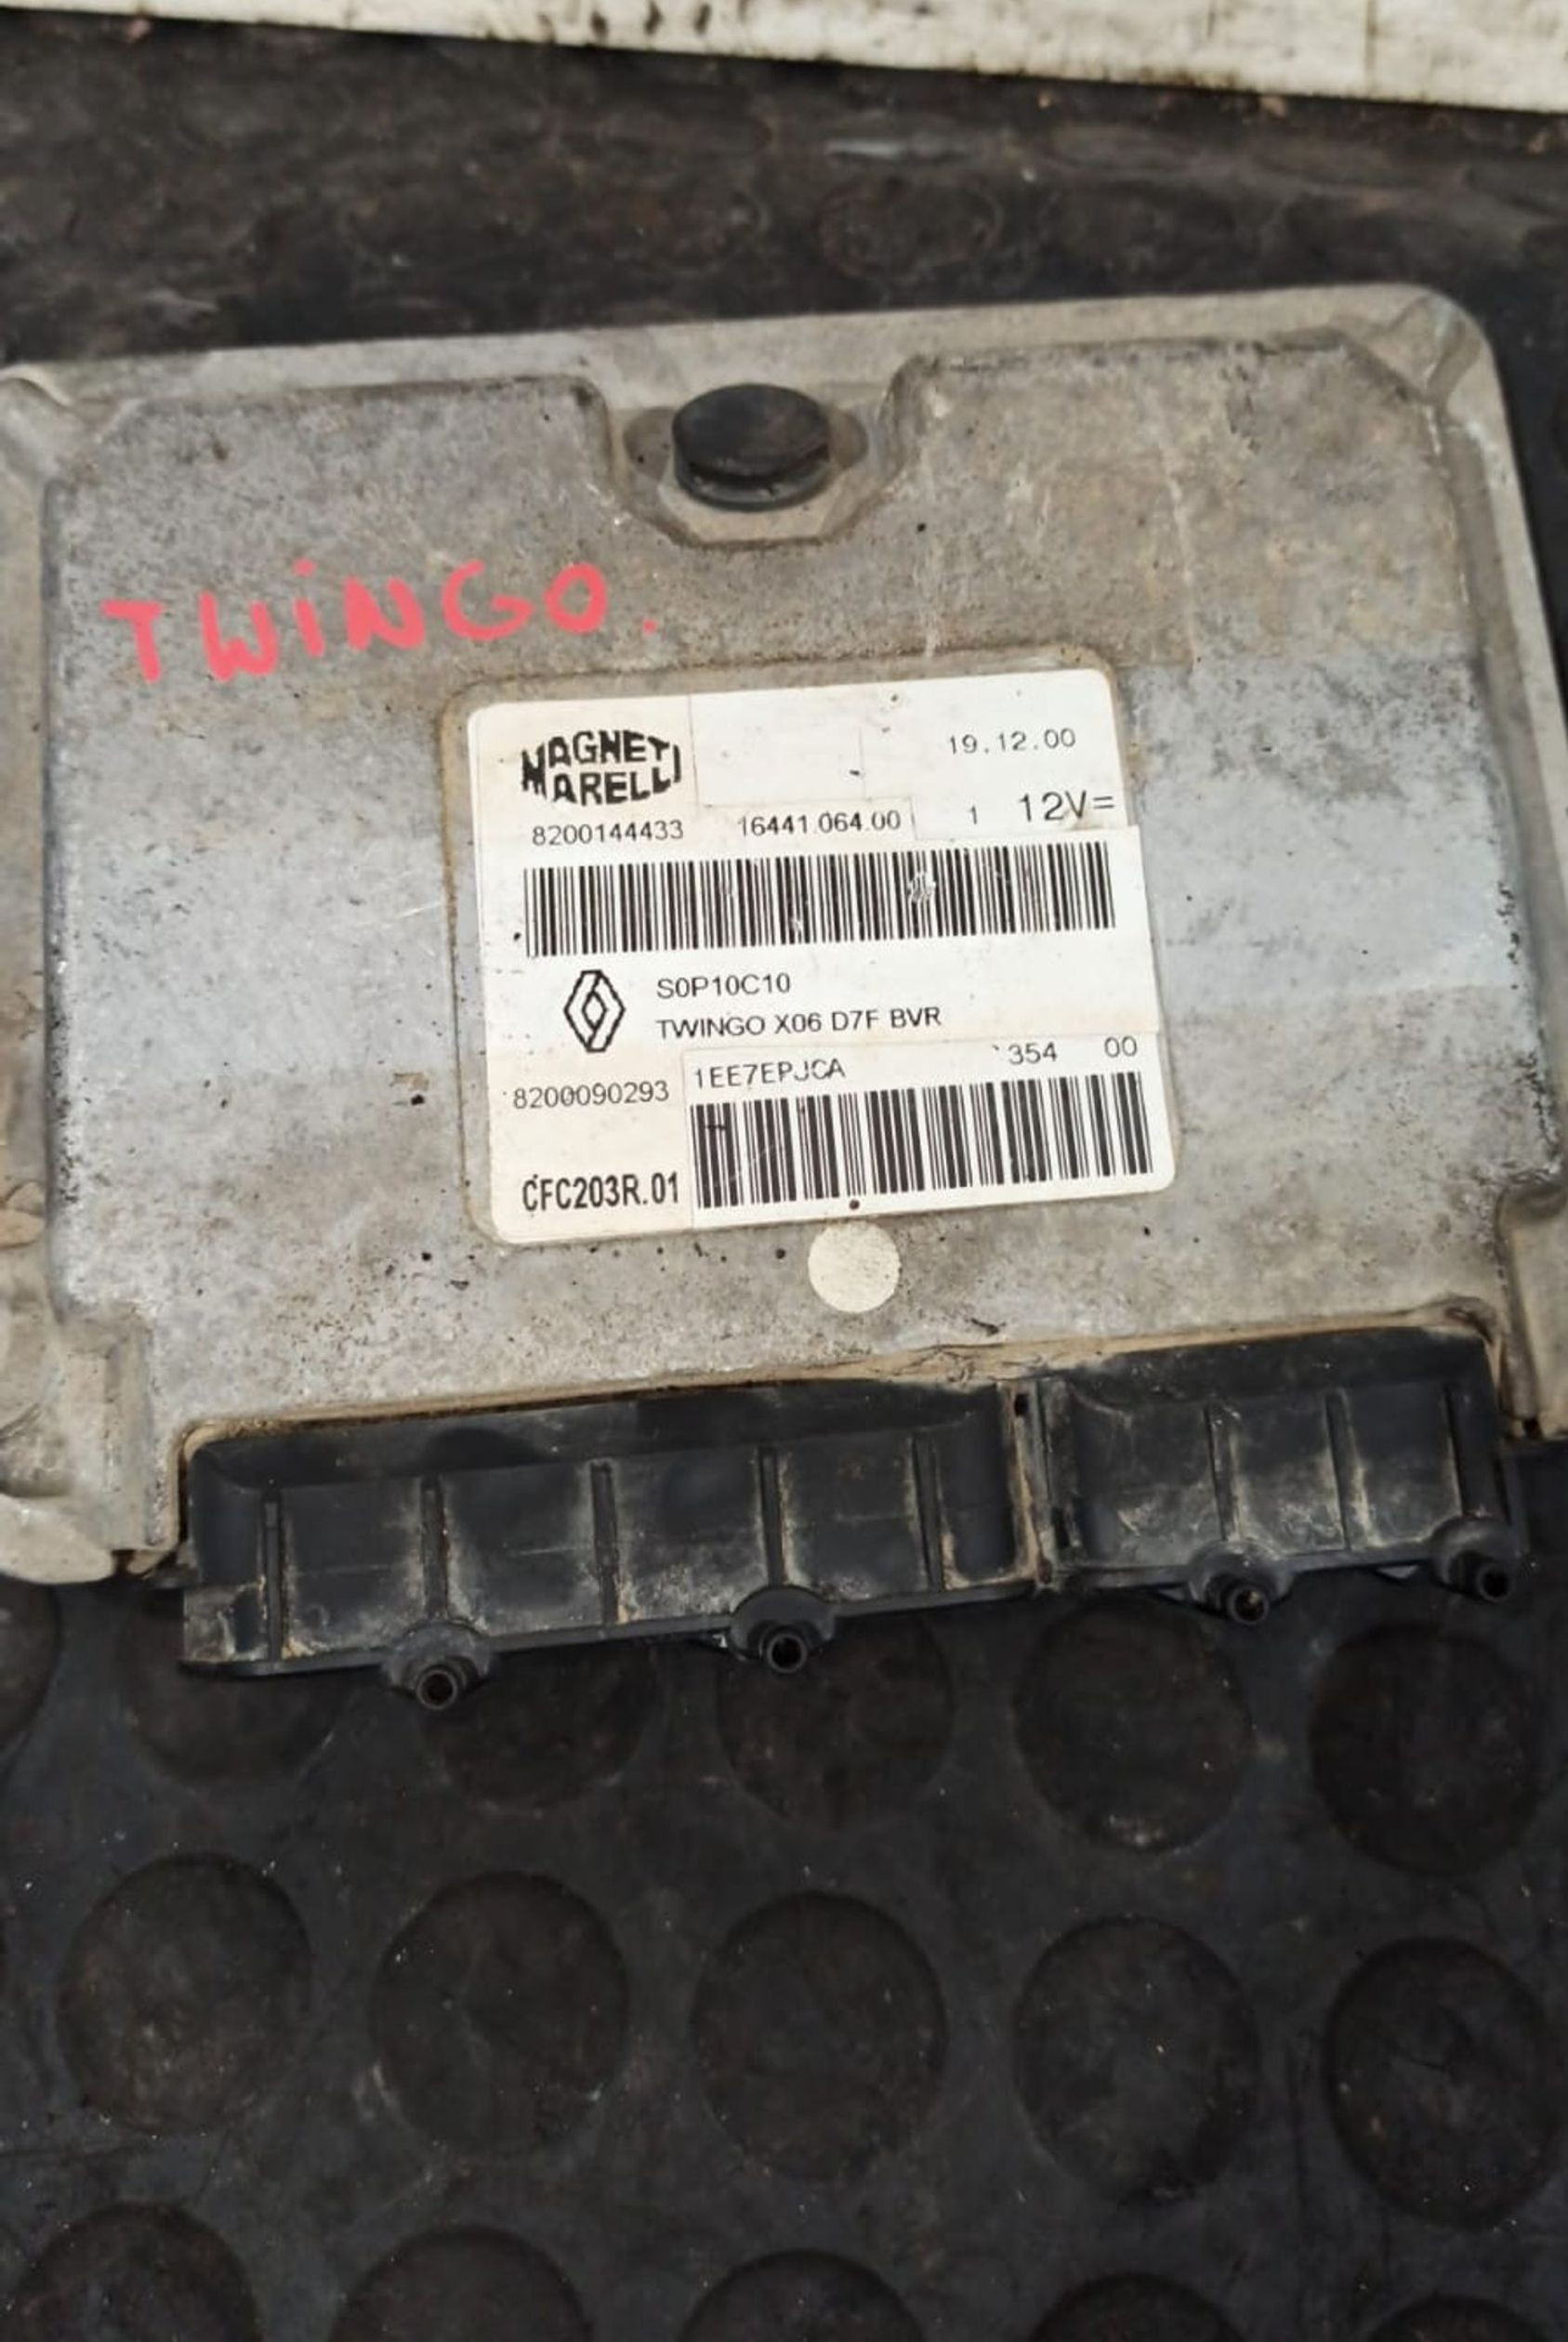 TWiNGO.
MAGNETI
MARELLI
19.12.00
8200144433 16441.064.00 1 12V=
S0P10C10
TWINGO X06 D7F BVR
8200090293 1EE7EPJCA 354 00
CFC203R.01